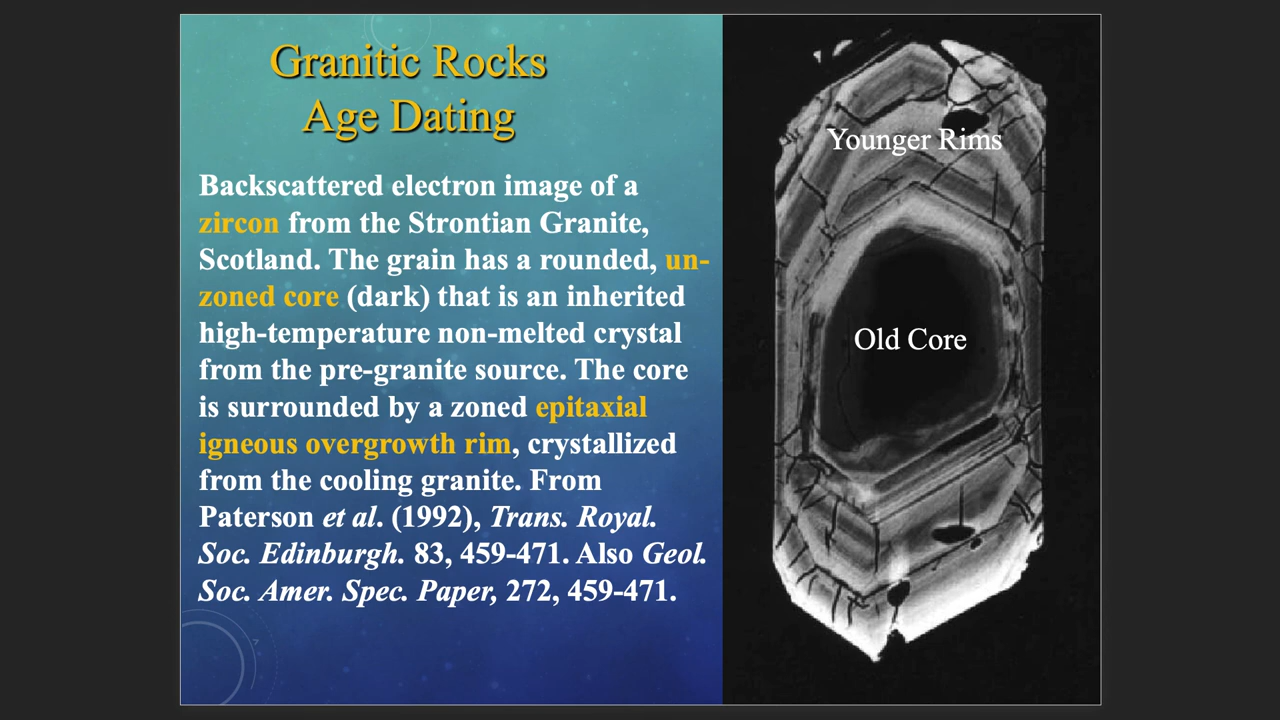 Granitic Rocks
Age Dating
Backscattered electron image of a
zircon from the Strontian Granite,
Scotland. The grain has a rounded, un-
zoned core (dark) that is an inherited
high-temperature non-melted crystal
from the pre-granite source. The core
is surrounded by a zoned epitaxial
igneous overgrowth rim, crystallized
from the cooling granite. From
Paterson et al. (1992), Trans. Royal.
Soc. Edinburgh. 83, 459-471. Also Geol.
Soc. Amer. Spec. Paper, 272, 459-471.
Younger Rims
Old Core